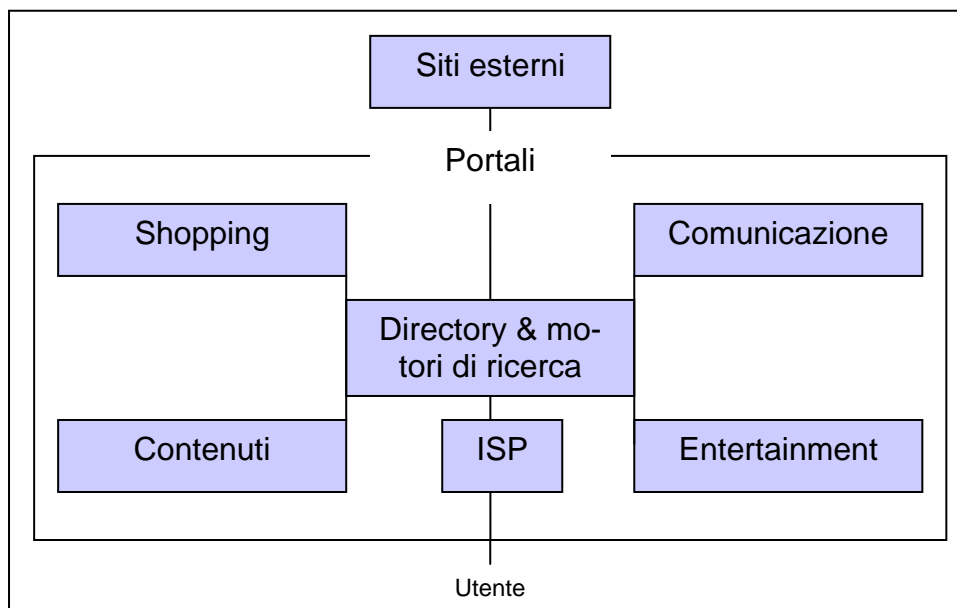 Siti esterni
Portali
Shopping
Comunicazione
Directory & mo-
tori di ricerca
Contenuti
ISP
Entertainment
Utente